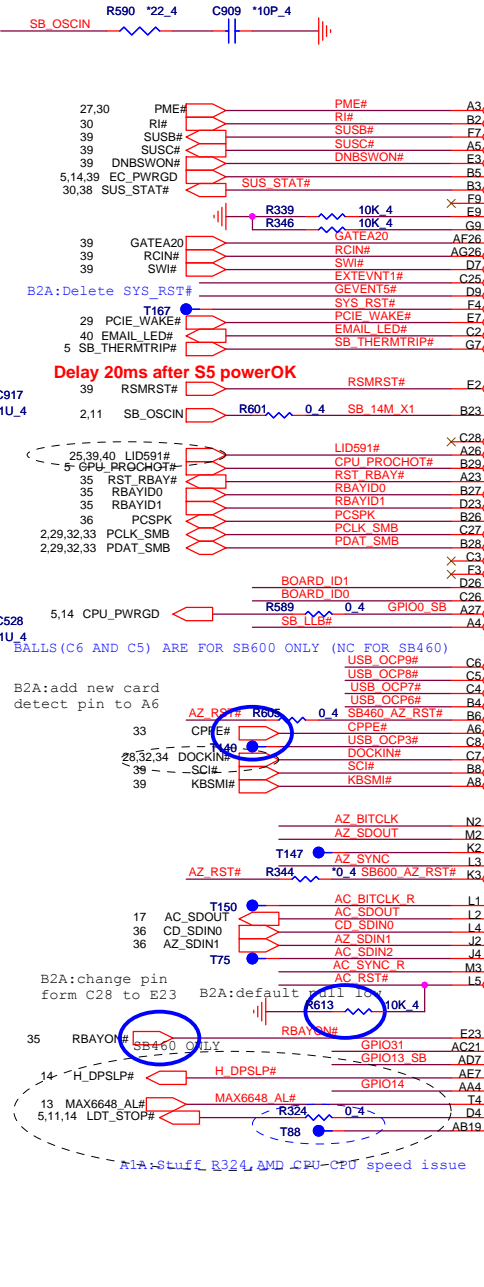 R590 *22_4 C909 *10P_4
SB_OSCIN
27,30 PME# PME# A3
30 RI# RI# B2
39 SUSB# SUSB# F7
39 SUSC# SUSC# A5
39 DNBSWON# DNBSWON# E3
5,14,39 EC_PWRGD B5
30,38 SUS_STAT# SUS_STAT# B3
F9
R339 10K_4 E9
R346 10K_4 G9
39 GATEA20 GATEA20 AF26
39 RCIN# RCIN# AG26
39 SWI# SWI# D7
EXTEVNT1# C25
B2A:Delete SYS_RST# GEVENT5# D9
T167 SYS_RST# F4
29 PCIE_WAKE# PCIE_WAKE# E7
40 EMAIL_LED# EMAIL_LED# C2
5 SB_THERMTRIP# SB_THERMTRIP# G7
Delay 20ms after S5 powerOK
39 RSMRST# RSMRST# E2
C917
1U_4
2,11 SB_OSCIN R601 0_4 SB_14M_X1 B23
C28
25,39,40 LID591# LID591# A26
5 CPU_PROCHOT# CPU_PROCHOT# B29
35 RST_RBAY# RST_RBAY# A23
35 RBAYID0 RBAYID0 B27
35 RBAYID1 RBAYID1 D23
36 PCSPK PCSPK B26
2,29,32,33 PCLK_SMB PCLK_SMB C27
2,29,32,33 PDAT_SMB PDAT_SMB B28
C3
F3
BOARD_ID1 D26
BOARD_ID0 C26
5,14 CPU_PWRGD R589 0_4 GPIO0_SB A27
C528 SB_LLB# A4
1U_4
BALLS(C6 AND C5) ARE FOR SB600 ONLY (NC FOR SB460)
USB_OCP9# C6
USB_OCP8# C5
B2A:add new card USB_OCP7# C4
detect pin to A6 USB_OCP6# B4
AZ_RST# R605 0_4 SB460_AZ_RST# B6
33 CPPE# CPPE# A6
T140 USB_OCP3# C8
28,32,34 DOCKIN# DOCKIN# C7
39 SCI# SCI# B8
39 KBSMI# KBSMI# A8
AZ_BITCLK N2
AZ_SDOUT M2
T147 K2
AZ_SYNC L3
AZ_RST# R344 *0_4 SB600_AZ_RST# K3
T150 AC_BITCLK_R L1
17 AC_SDOUT AC_SDOUT L2
36 CD_SDIN0 CD_SDIN0 L4
36 AZ_SDIN1 AZ_SDIN1 J2
T75 AC_SDIN2 J4
AC_SYNC_R M3
B2A:change pin AC_RST# L5
form C28 to E23 B2A:default pull low
R613 10K_4
35 RBAYON# RBAYON# E23
SB460 ONLY GPIO31 AC21
GPIO13_SB AD7
14 H_DPSLP# H_DPSLP# AE7
GPIO14 AA4
13 MAX6648_AL# MAX6648_AL# T4
5,11,14 LDT_STOP# R324 0_4 D4
T88 AB19
A1A:Stuff R324,AMD CPU CPU speed issue